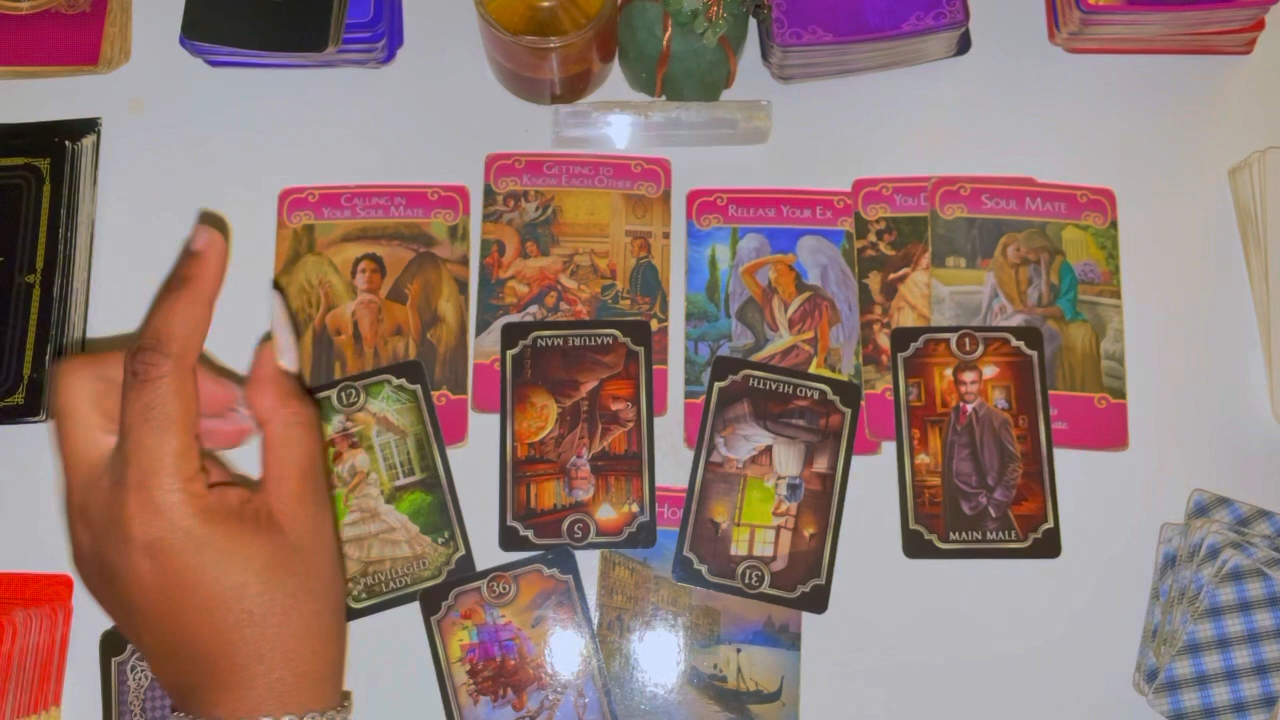 CALLING IN
YOUR SOUL MATE
GETTING TO
KNOW EACH OTHER
RELEASE YOUR EX
YOU
SOUL MATE
12
PRIVILEGED
LADY
MATURE MAN
5
BAD HEALTH
31
1
MAIN MALE
36